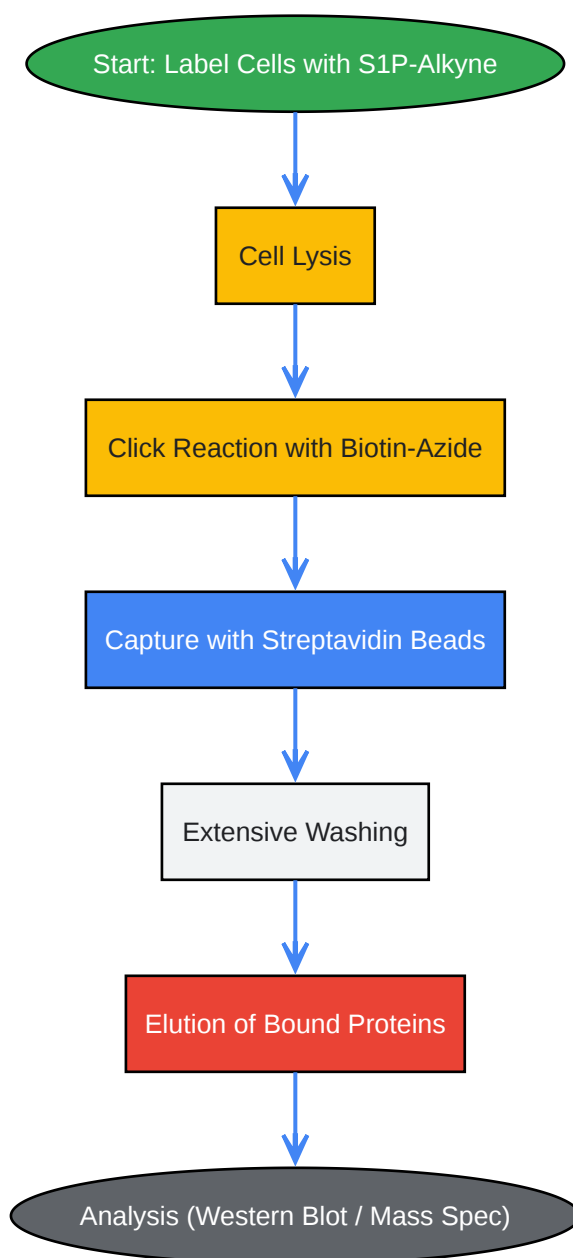 Start: Label Cells with S1P-Alkyne
Cell Lysis
Click Reaction with Biotin-Azide
Capture with Streptavidin Beads
Extensive Washing
Elution of Bound Proteins
Analysis (Western Blot / Mass Spec)